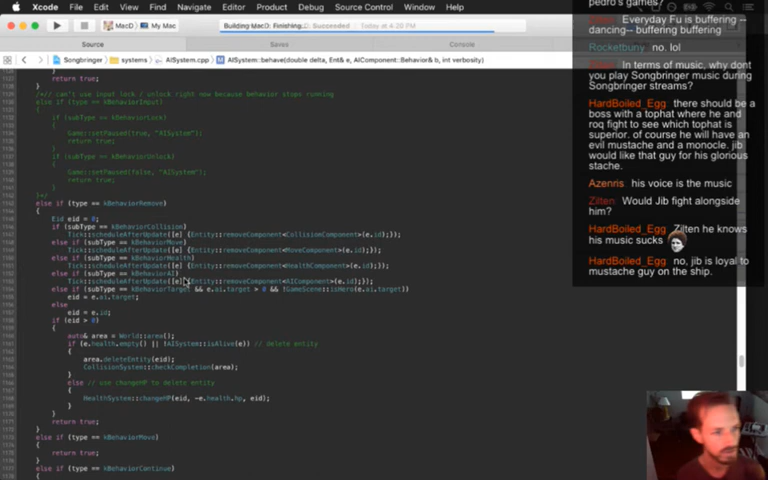 Xcode File Edit View Find Navigate Editor Product Debug Source Control Window Help
MacD My Mac
Building MacD: Finishing... Succeeded Today at 4:20 PM
Source Saves Console
Songbringer systems AISystem.cpp AISystem::behave(double delta, Ent& e, AIComponent::Behavior& b, int verbosity)
return true;
}
/*// can't use input lock / unlock right now because behavior stops running
else if (type == kBehaviorInput)
{
if (subType == kBehaviorLock)
{
Game::setPaused(true, "AISystem");
return true;
}
if (subType == kBehaviorUnlock)
{
Game::setPaused(false, "AISystem");
return true;
}
}
*/
else if (type == kBehaviorRemove)
{
Eid eid = 0;
if (subType == kBehaviorCollision)
Tick::scheduleAfterUpdate([e] {Entity::removeComponent<CollisionComponent>(e.id);});
else if (subType == kBehaviorMove)
Tick::scheduleAfterUpdate([e] {Entity::removeComponent<MoveComponent>(e.id);});
else if (subType == kBehaviorHealth)
Tick::scheduleAfterUpdate([e] {Entity::removeComponent<HealthComponent>(e.id);});
else if (subType == kBehaviorAI)
Tick::scheduleAfterUpdate([e] {Entity::removeComponent<AIComponent>(e.id);});
else if (subType == kBehaviorTarget && e.ai.target > 0 && !GameScene::isHero(e.ai.target))
eid = e.ai.target;
else
eid = e.id;
if (eid > 0)
{
auto& area = World::area();
if (e.health.empty() || !AISystem::isAlive(e)) // delete entity
{
area.deleteEntity(eid);
CollisionSystem::checkCompletion(area);
}
else // use changeHP to delete entity
{
HealthSystem::changeHP(eid, -e.health.hp, eid);
}
}
return true;
}
else if (type == kBehaviorMove)
{
return true;
}
else if (type == kBehaviorContinue)
{
pedro's games?
Zilten Everyday Fu is buffering --
dancing-- buffering buffering
Rocketbuny no. lol
Zilten In terms of music, why dont
you play Songbringer music during
Songbringer streams?
HardBoiled_Egg there should be a
boss with a tophat where he and
roq fight to see which tophat is
superior. of course he will have an
evil mustache and a monocle. jib
would like that guy for his glorious
stache.
Azenris his voice is the music
Zilten Would Jib fight alongside
him?
HardBoiled_Egg Zilten he knows
his music sucks
HardBoiled_Egg no, jib is loyal to
mustache guy on the ship.